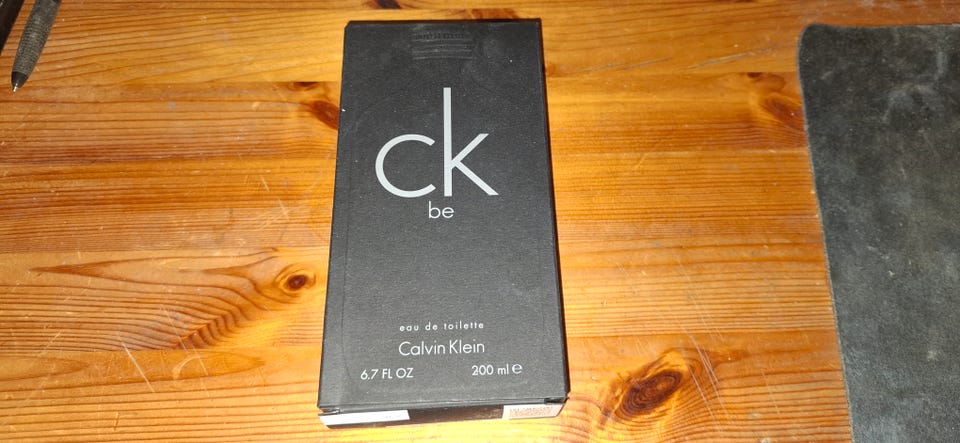 ck
be
eau de toilette
Calvin Klein
6.7 FL OZ 200 ml ℮